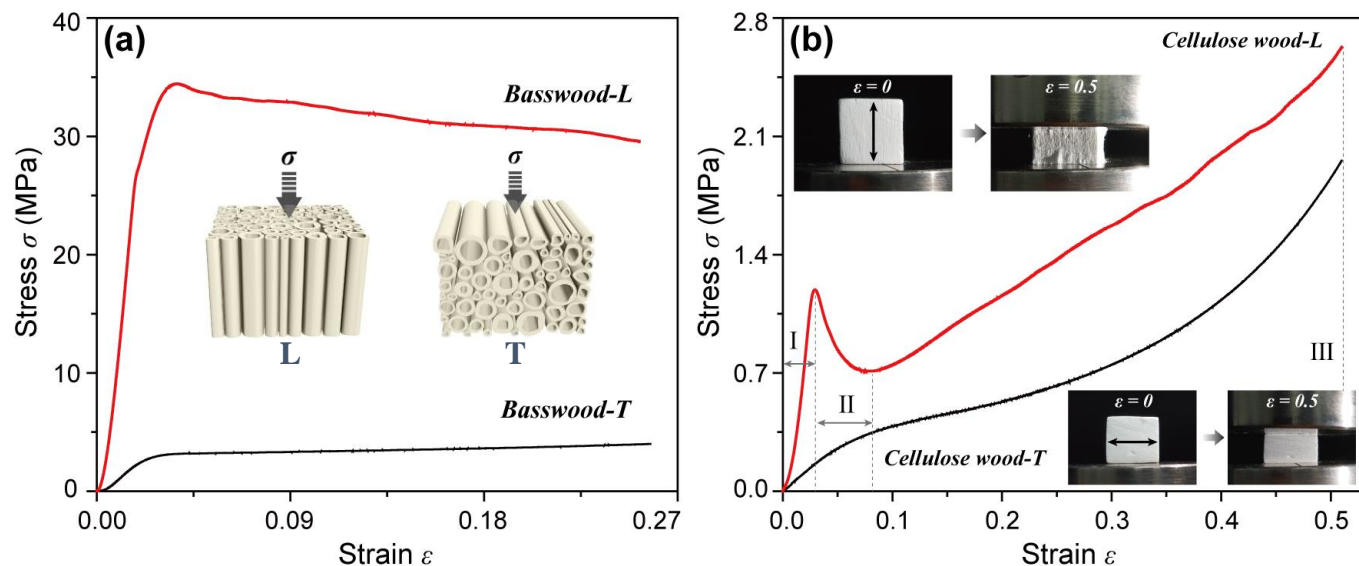 (a)
Stress σ (MPa)
40
30
20
10
0
Basswood-L
σ
σ
L
T
Basswood-T
0.00
0.09
0.18
0.27
Strain ε
(b)
Stress σ (MPa)
2.8
2.1
1.4
0.7
0.0
Cellulose wood-L
ε = 0
ε = 0.5
I
II
III
ε = 0
ε = 0.5
Cellulose wood-T
0.0
0.1
0.2
0.3
0.4
0.5
Strain ε